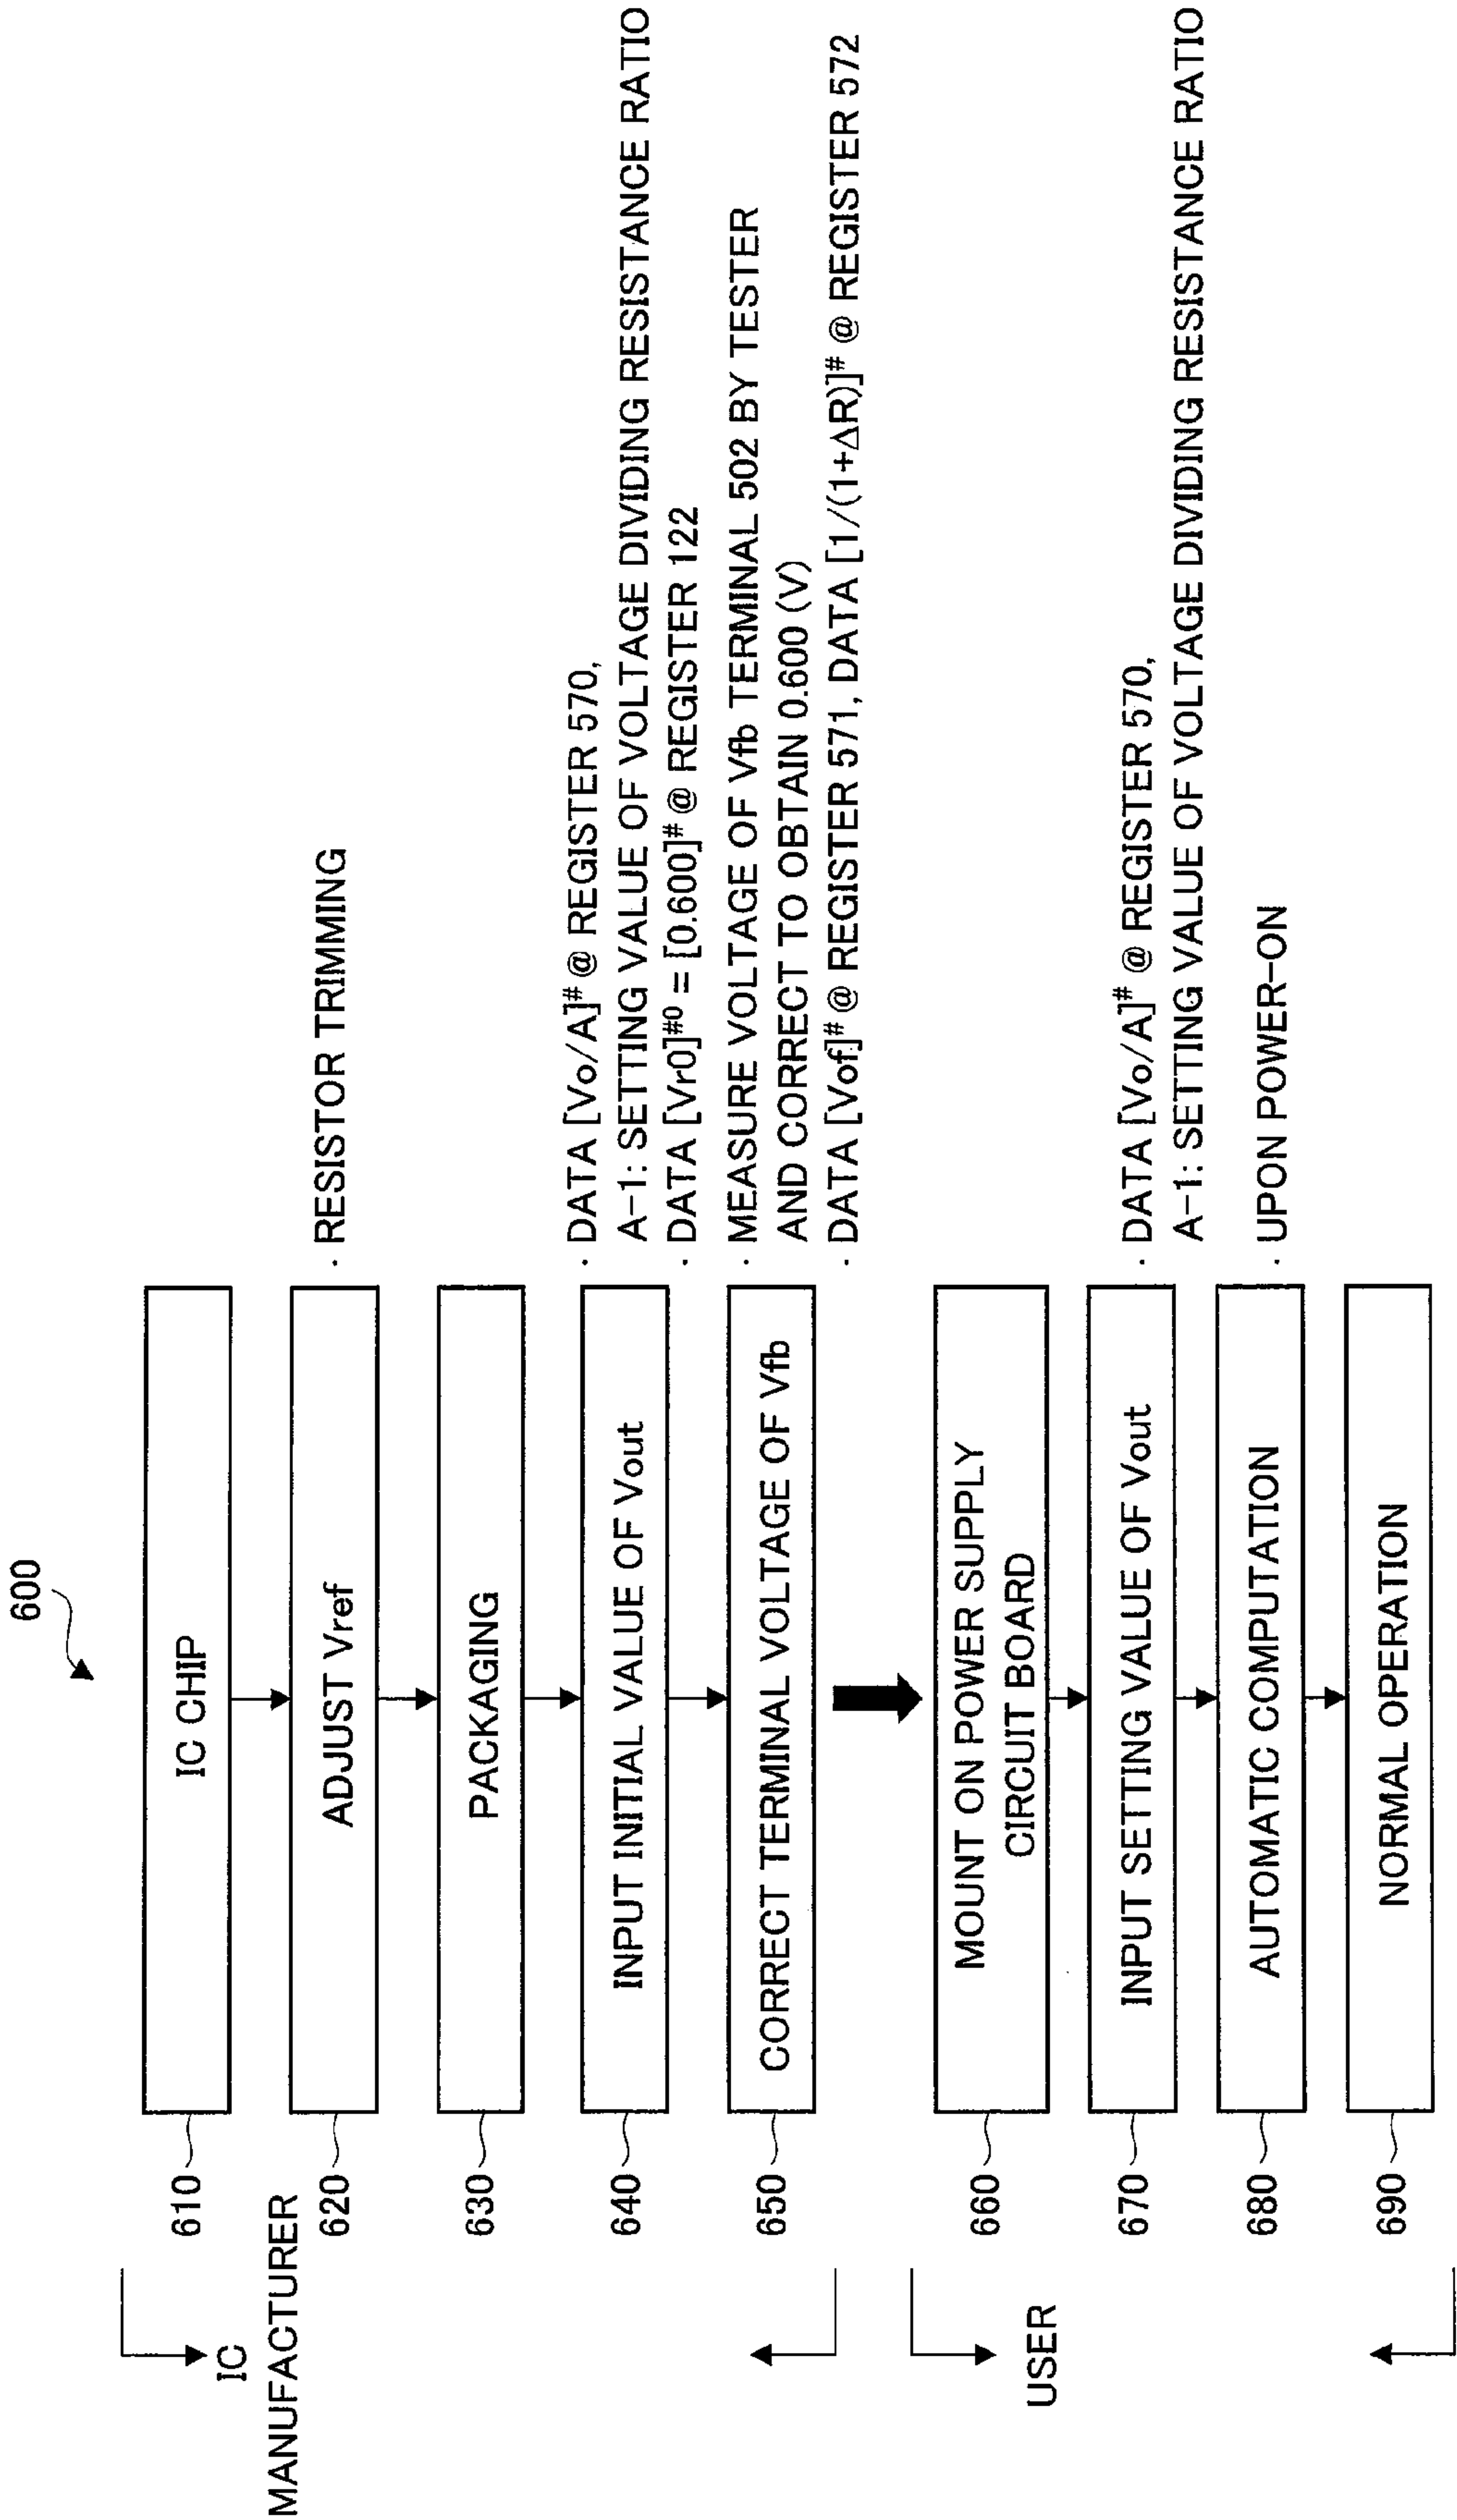 600
IC
MANUFACTURER
610
IC CHIP
620
ADJUST Vref
· RESISTOR TRIMMING
630
PACKAGING
640
INPUT INITIAL VALUE OF Vout
· DATA [Vo/A]# @ REGISTER 570,
A-1: SETTING VALUE OF VOLTAGE DIVIDING RESISTANCE RATIO
· DATA [Vr0]#0 = [0.600]# @ REGISTER 122
650
CORRECT TERMINAL VOLTAGE OF Vfb
· MEASURE VOLTAGE OF Vfb TERMINAL 502 BY TESTER
AND CORRECT TO OBTAIN 0.600 (V)
· DATA [Vof]# @ REGISTER 571, DATA [1/(1+ΔR)]# @ REGISTER 572
USER
660
MOUNT ON POWER SUPPLY
CIRCUIT BOARD
670
INPUT SETTING VALUE OF Vout
· DATA [Vo/A]# @ REGISTER 570,
A-1: SETTING VALUE OF VOLTAGE DIVIDING RESISTANCE RATIO
680
AUTOMATIC COMPUTATION
· UPON POWER-ON
690
NORMAL OPERATION